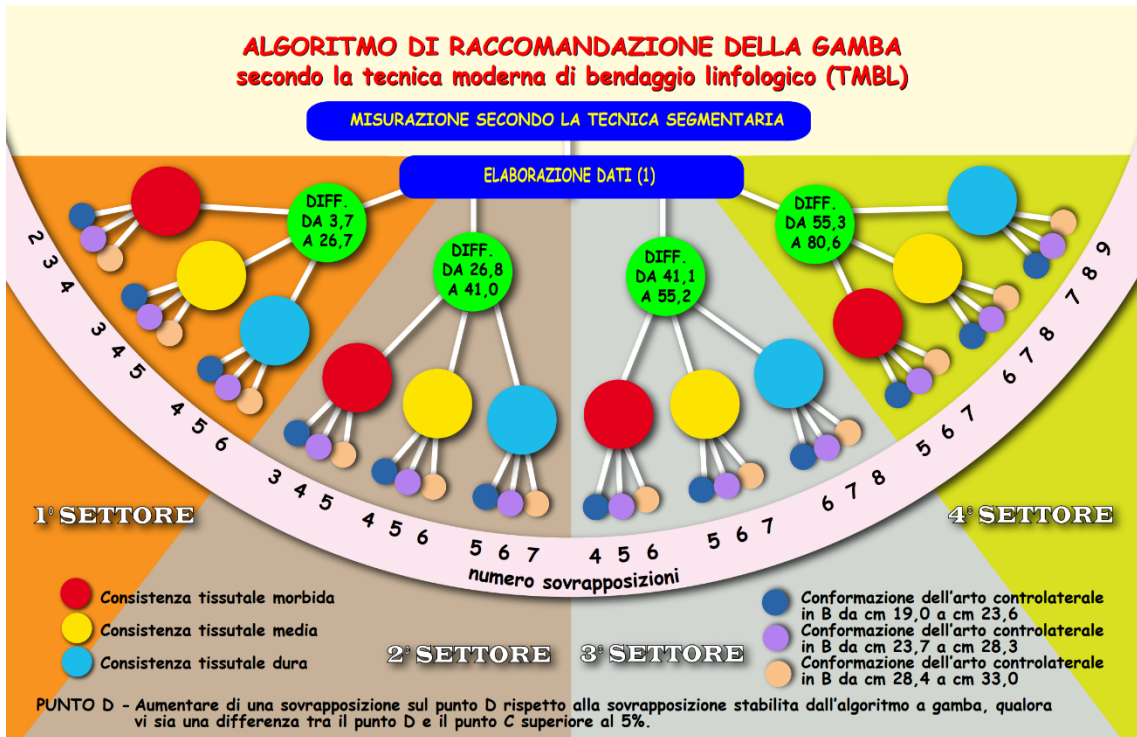 ALGORITMO DI RACCOMANDAZIONE DELLA GAMBA
secondo la tecnica moderna di bendaggio linfologico (TMBL)
MISURAZIONE SECONDO LA TECNICA SEGMENTARIA
ELABORAZIONE DATI (1)
DIFF.
DA 3,7
A 26,7
DIFF.
DA 26,8
A 41,0
DIFF.
DA 41,1
A 55,2
DIFF.
DA 55,3
A 80,6
2 3 4 3 4 5 4 5 6 3 4 5 4 5 6 5 6 7 4 5 6 5 6 7 6 7 8 5 6 7 6 7 8 7 8 9
numero sovrapposizioni
1° SETTORE
2° SETTORE
3° SETTORE
4° SETTORE
Consistenza tissutale morbida
Consistenza tissutale media
Consistenza tissutale dura
Conformazione dell'arto controlaterale
in B da cm 19,0 a cm 23,6
Conformazione dell'arto controlaterale
in B da cm 23,7 a cm 28,3
Conformazione dell'arto controlaterale
in B da cm 28,4 a cm 33,0
PUNTO D - Aumentare di una sovrapposizione sul punto D rispetto alla sovrapposizione stabilita dall'algoritmo a gamba, qualora
vi sia una differenza tra il punto D e il punto C superiore al 5%.